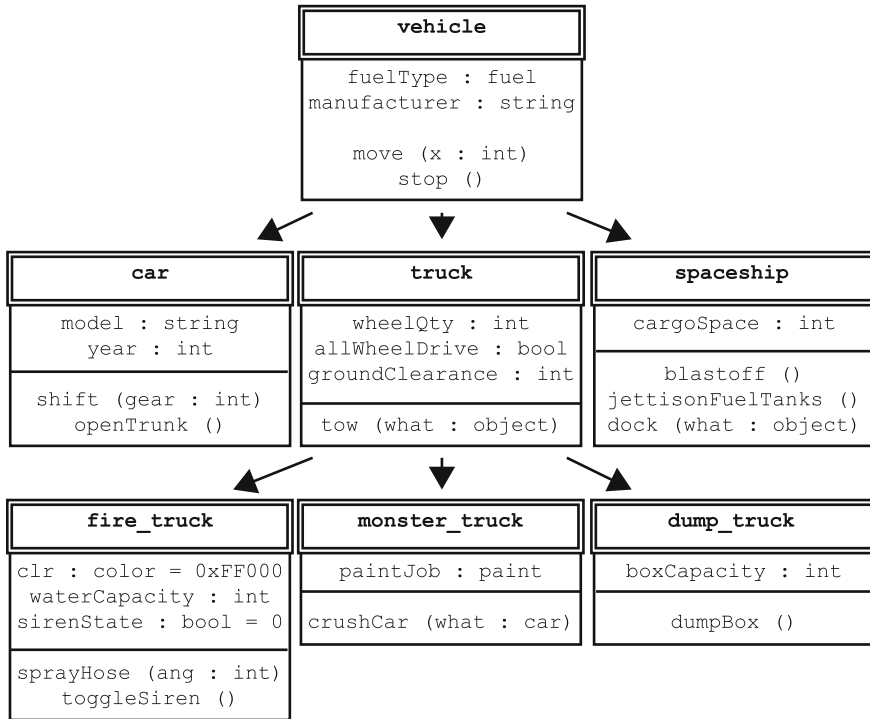 vehicle
fuelType : fuel
manufacturer : string
move (x : int)
stop ()
car
model : string
year : int
shift (gear : int)
openTrunk ()
truck
wheelQty : int
allWheelDrive : bool
groundClearance : int
tow (what : object)
spaceship
cargoSpace : int
blastoff ()
jettisonFuelTanks ()
dock (what : object)
fire_truck
clr : color = 0xFF000
waterCapacity : int
sirenState : bool = 0
sprayHose (ang : int)
toggleSiren ()
monster_truck
paintJob : paint
crushCar (what : car)
dump_truck
boxCapacity : int
dumpBox ()